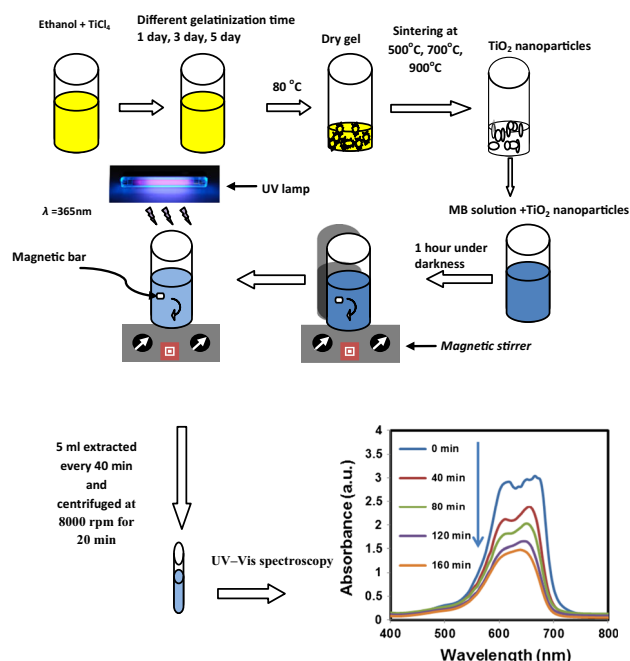 Ethanol + TiCl₄
Different gelatinization time
1 day, 3 day, 5 day
80 °C
Dry gel
Sintering at
500°C, 700°C,
900°C
TiO₂ nanoparticles
UV lamp
λ =365nm
MB solution +TiO₂ nanoparticles
1 hour under
darkness
Magnetic bar
Magnetic stirrer
5 ml extracted
every 40 min
and
centrifuged at
8000 rpm for
20 min
UV–Vis spectroscopy
Absorbance (a.u.)
4
3.5
3
2.5
2
1.5
1
0.5
0
0 min
40 min
80 min
120 min
160 min
400 500 600 700 800
Wavelength (nm)